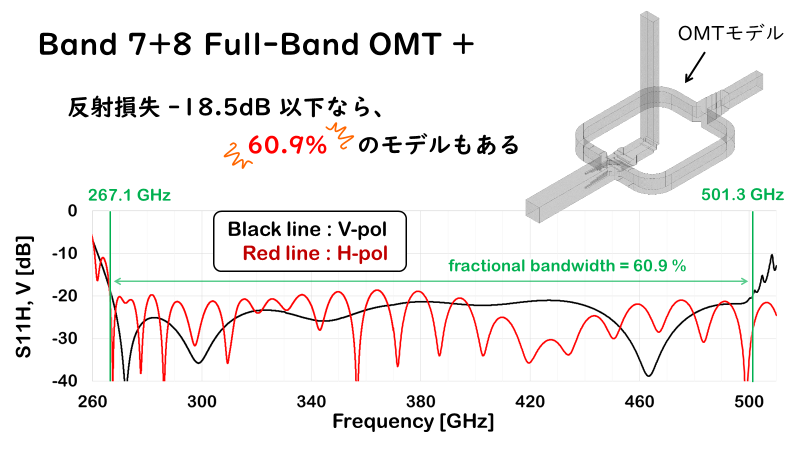 Band 7+8 Full-Band OMT +
OMTモデル
反射損失 -18.5dB 以下なら、
60.9% のモデルもある
267.1 GHz
501.3 GHz
Black line : V-pol
Red line : H-pol
fractional bandwidth = 60.9 %
S11H, V [dB]
0
-10
-20
-30
-40
260 300 340 380 420 460 500
Frequency [GHz]